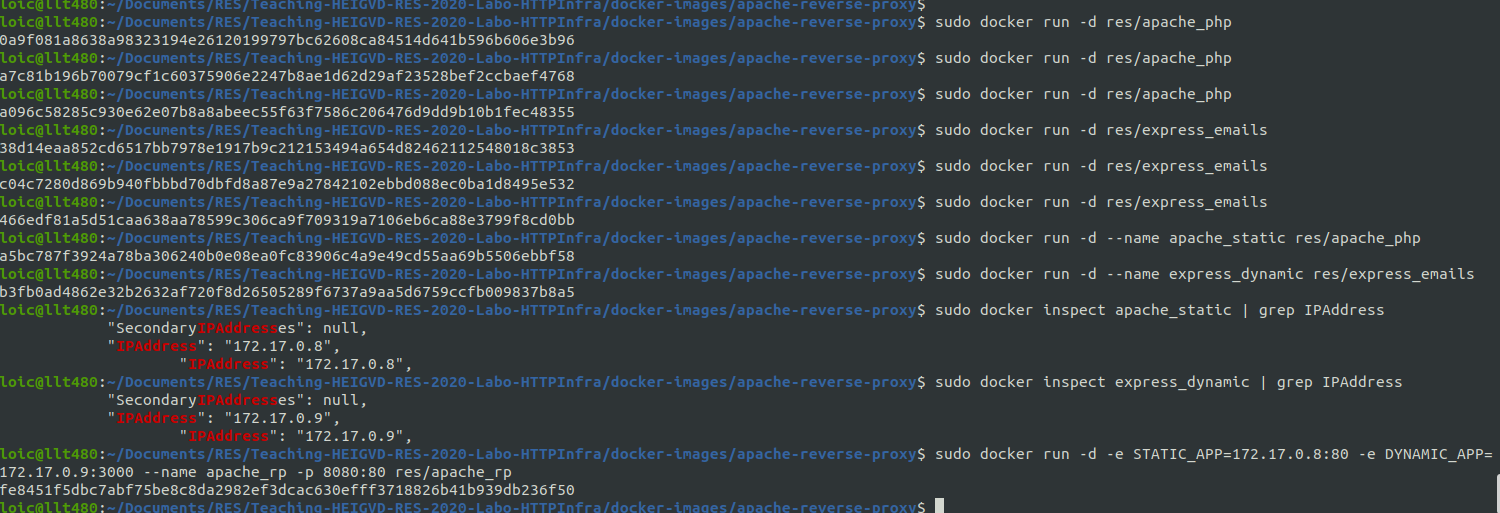 loic@llt480:~/Documents/RES/Teaching-HEIGVD-RES-2020-Labo-HTTPInfra/docker-images/apache-reverse-proxy$
loic@llt480:~/Documents/RES/Teaching-HEIGVD-RES-2020-Labo-HTTPInfra/docker-images/apache-reverse-proxy$ sudo docker run -d res/apache_php
0a9f081a8638a98323194e26120199797bc62608ca84514d641b596b606e3b96
loic@llt480:~/Documents/RES/Teaching-HEIGVD-RES-2020-Labo-HTTPInfra/docker-images/apache-reverse-proxy$ sudo docker run -d res/apache_php
a7c81b196b70079cf1c60375906e2247b8ae1d62d29af23528bef2ccbaef4768
loic@llt480:~/Documents/RES/Teaching-HEIGVD-RES-2020-Labo-HTTPInfra/docker-images/apache-reverse-proxy$ sudo docker run -d res/apache_php
a096c58285c930e62e07b8a8abeec55f63f7586c206476d9dd9b10b1fec48355
loic@llt480:~/Documents/RES/Teaching-HEIGVD-RES-2020-Labo-HTTPInfra/docker-images/apache-reverse-proxy$ sudo docker run -d res/express_emails
38d14eaa852cd6517bb7978e1917b9c212153494a654d82462112548018c3853
loic@llt480:~/Documents/RES/Teaching-HEIGVD-RES-2020-Labo-HTTPInfra/docker-images/apache-reverse-proxy$ sudo docker run -d res/express_emails
c04c7280d869b940fbbbd70dbfd8a87e9a27842102ebbd088ec0ba1d8495e532
loic@llt480:~/Documents/RES/Teaching-HEIGVD-RES-2020-Labo-HTTPInfra/docker-images/apache-reverse-proxy$ sudo docker run -d res/express_emails
466edf81a5d51caa638aa78599c306ca9f709319a7106eb6ca88e3799f8cd0bb
loic@llt480:~/Documents/RES/Teaching-HEIGVD-RES-2020-Labo-HTTPInfra/docker-images/apache-reverse-proxy$ sudo docker run -d --name apache_static res/apache_php
a5bc787f3924a78ba306240b0e08ea0fc83906c4a9e49cd55aa69b5506ebbf58
loic@llt480:~/Documents/RES/Teaching-HEIGVD-RES-2020-Labo-HTTPInfra/docker-images/apache-reverse-proxy$ sudo docker run -d --name express_dynamic res/express_emails
b3fb0ad4862e32b2632af720f8d26505289f6737a9aa5d6759ccfb009837b8a5
loic@llt480:~/Documents/RES/Teaching-HEIGVD-RES-2020-Labo-HTTPInfra/docker-images/apache-reverse-proxy$ sudo docker inspect apache_static | grep IPAddress
"SecondaryIPAddresses": null,
"IPAddress": "172.17.0.8",
"IPAddress": "172.17.0.8",
loic@llt480:~/Documents/RES/Teaching-HEIGVD-RES-2020-Labo-HTTPInfra/docker-images/apache-reverse-proxy$ sudo docker inspect express_dynamic | grep IPAddress
"SecondaryIPAddresses": null,
"IPAddress": "172.17.0.9",
"IPAddress": "172.17.0.9",
loic@llt480:~/Documents/RES/Teaching-HEIGVD-RES-2020-Labo-HTTPInfra/docker-images/apache-reverse-proxy$ sudo docker run -d -e STATIC_APP=172.17.0.8:80 -e DYNAMIC_APP=
172.17.0.9:3000 --name apache_rp -p 8080:80 res/apache_rp
fe8451f5dbc7abf75be8c8da2982ef3dcac630efff3718826b41b939db236f50
loic@llt480:~/Documents/RES/Teaching-HEIGVD-RES-2020-Labo-HTTPInfra/docker-images/apache-reverse-proxy$